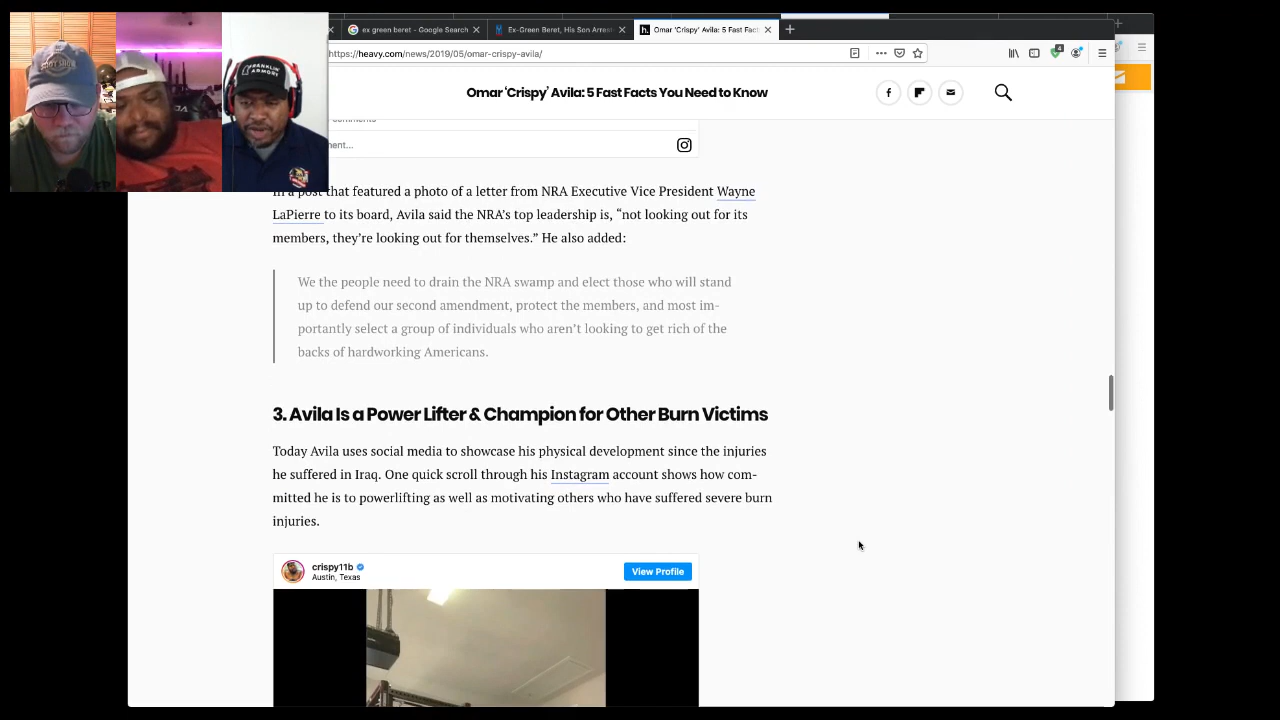 ex green beret - Google Search
Ex-Green Beret, His Son Arrest
Omar 'Crispy' Avila: 5 Fast Fact
https://heavy.com/news/2019/05/omar-crispy-avila/
4
FRANKLIN
ARMORY
Omar ‘Crispy’ Avila: 5 Fast Facts You Need to Know
comments
ment...
In a post that featured a photo of a letter from NRA Executive Vice President Wayne
LaPierre to its board, Avila said the NRA’s top leadership is, “not looking out for its
members, they’re looking out for themselves.” He also added:
We the people need to drain the NRA swamp and elect those who will stand
up to defend our second amendment, protect the members, and most im-
portantly select a group of individuals who aren’t looking to get rich of the
backs of hardworking Americans.
3. Avila Is a Power Lifter & Champion for Other Burn Victims
Today Avila uses social media to showcase his physical development since the injuries
he suffered in Iraq. One quick scroll through his Instagram account shows how com-
mitted he is to powerlifting as well as motivating others who have suffered severe burn
injuries.
crispy11b
Austin, Texas
View Profile